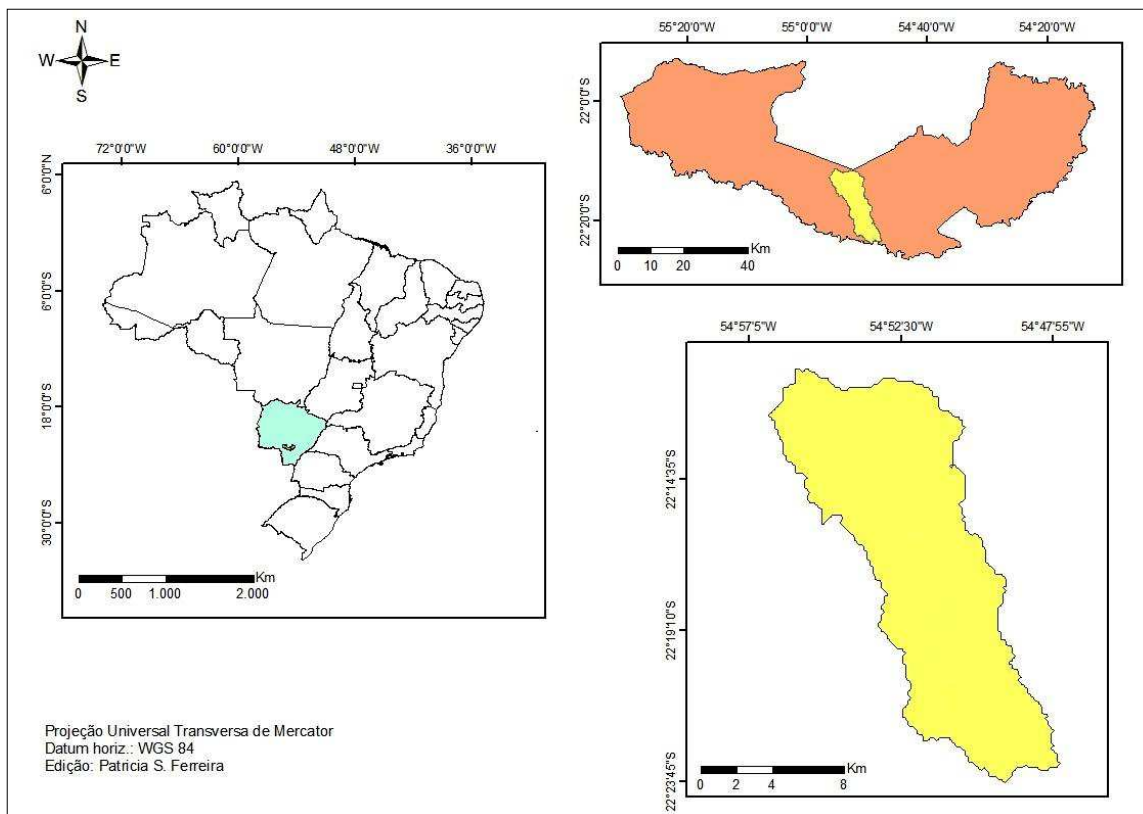 N
W E
S
72°0'0"W 60°0'0"W 48°0'0"W 36°0'0"W
6°0'0"N
6°0'0"S
18°0'0"S
30°0'0"S
Km
0 500 1.000 2.000
55°20'0"W 55°0'0"W 54°40'0"W 54°20'0"W
22°0'0"S
22°20'0"S
Km
0 10 20 40
54°57'5"W 54°52'30"W 54°47'55"W
22°14'35"S
22°19'10"S
22°23'45"S
Km
0 2 4 8
Projeção Universal Transversa de Mercator
Datum horiz.: WGS 84
Edição: Patricia S. Ferreira